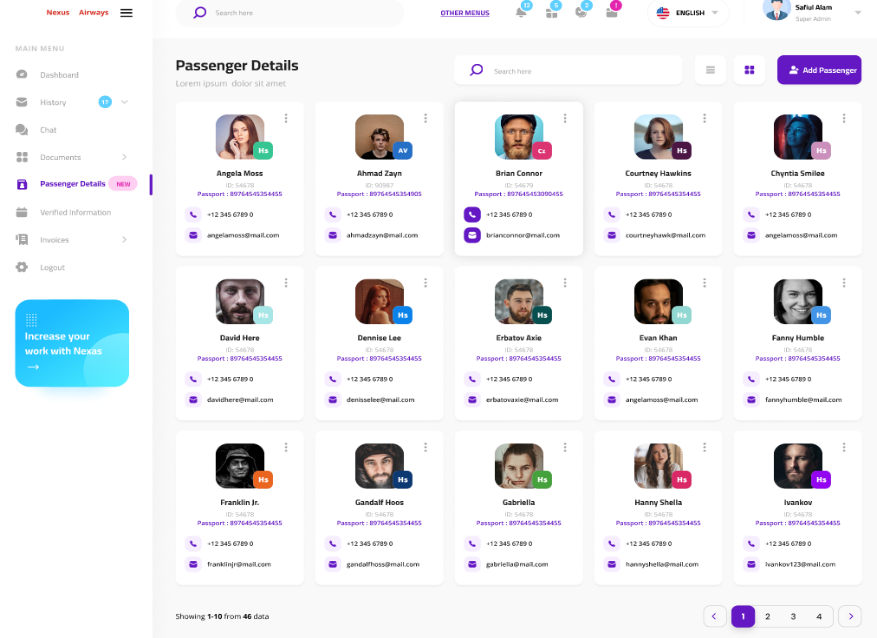 Nexus Airways
Search here
OTHER MENUS
13
5
2
1
ENGLISH
Safiul Alam
Super Admin
MAIN MENU
Dashboard
History
17
Chat
Documents
Passenger Details
NEW
Verified Information
Invoices
Logout
Increase your
work with Nexas
Passenger Details
Lorem ipsum dolor sit amet
Search here
Add Passenger
Hs
Angela Moss
ID: 54678
Passport : 89764545354455
+12 345 6789 0
angelamoss@mail.com
AV
Ahmad Zayn
ID: 90987
Passport : 89764545354905
+12 345 6789 0
ahmadzayn@mail.com
Cz
Brian Connor
ID: 54679
Passport : 897645453090455
+12 345 6789 0
brianconnor@mail.com
Hs
Courtney Hawkins
ID: 54678
Passport : 89764545354455
+12 345 6789 0
courtneyhawk@mail.com
Hs
Chyntia Smilee
ID: 54678
Passport : 89764545354455
+12 345 6789 0
angelamoss@mail.com
Hs
David Here
ID: 54678
Passport : 89764545354455
+12 345 6789 0
davidhere@mail.com
Hs
Dennise Lee
ID: 54678
Passport : 89764545354455
+12 345 6789 0
denisselee@mail.com
Hs
Erbatov Axie
ID: 54678
Passport : 89764545354455
+12 345 6789 0
erbatovaxie@mail.com
Hs
Evan Khan
ID: 54678
Passport : 89764545354455
+12 345 6789 0
angelamoss@mail.com
Hs
Fanny Humble
ID: 54678
Passport : 89764545354455
+12 345 6789 0
fannyhumble@mail.com
Hs
Franklin Jr.
ID: 54678
Passport : 89764545354455
+12 345 6789 0
franklinjr@mail.com
Hs
Gandalf Hoos
ID: 54678
Passport : 89764545354455
+12 345 6789 0
gandalfhoss@mail.com
Hs
Gabriella
ID: 54678
Passport : 89764545354455
+12 345 6789 0
gabriella@mail.com
Hs
Hanny Shella
ID: 54678
Passport : 89764545354455
+12 345 6789 0
hannyshella@mail.com
Hs
Ivankov
ID: 54678
Passport : 89764545354455
+12 345 6789 0
ivankov123@mail.com
Showing 1-10 from 46 data
1 2 3 4